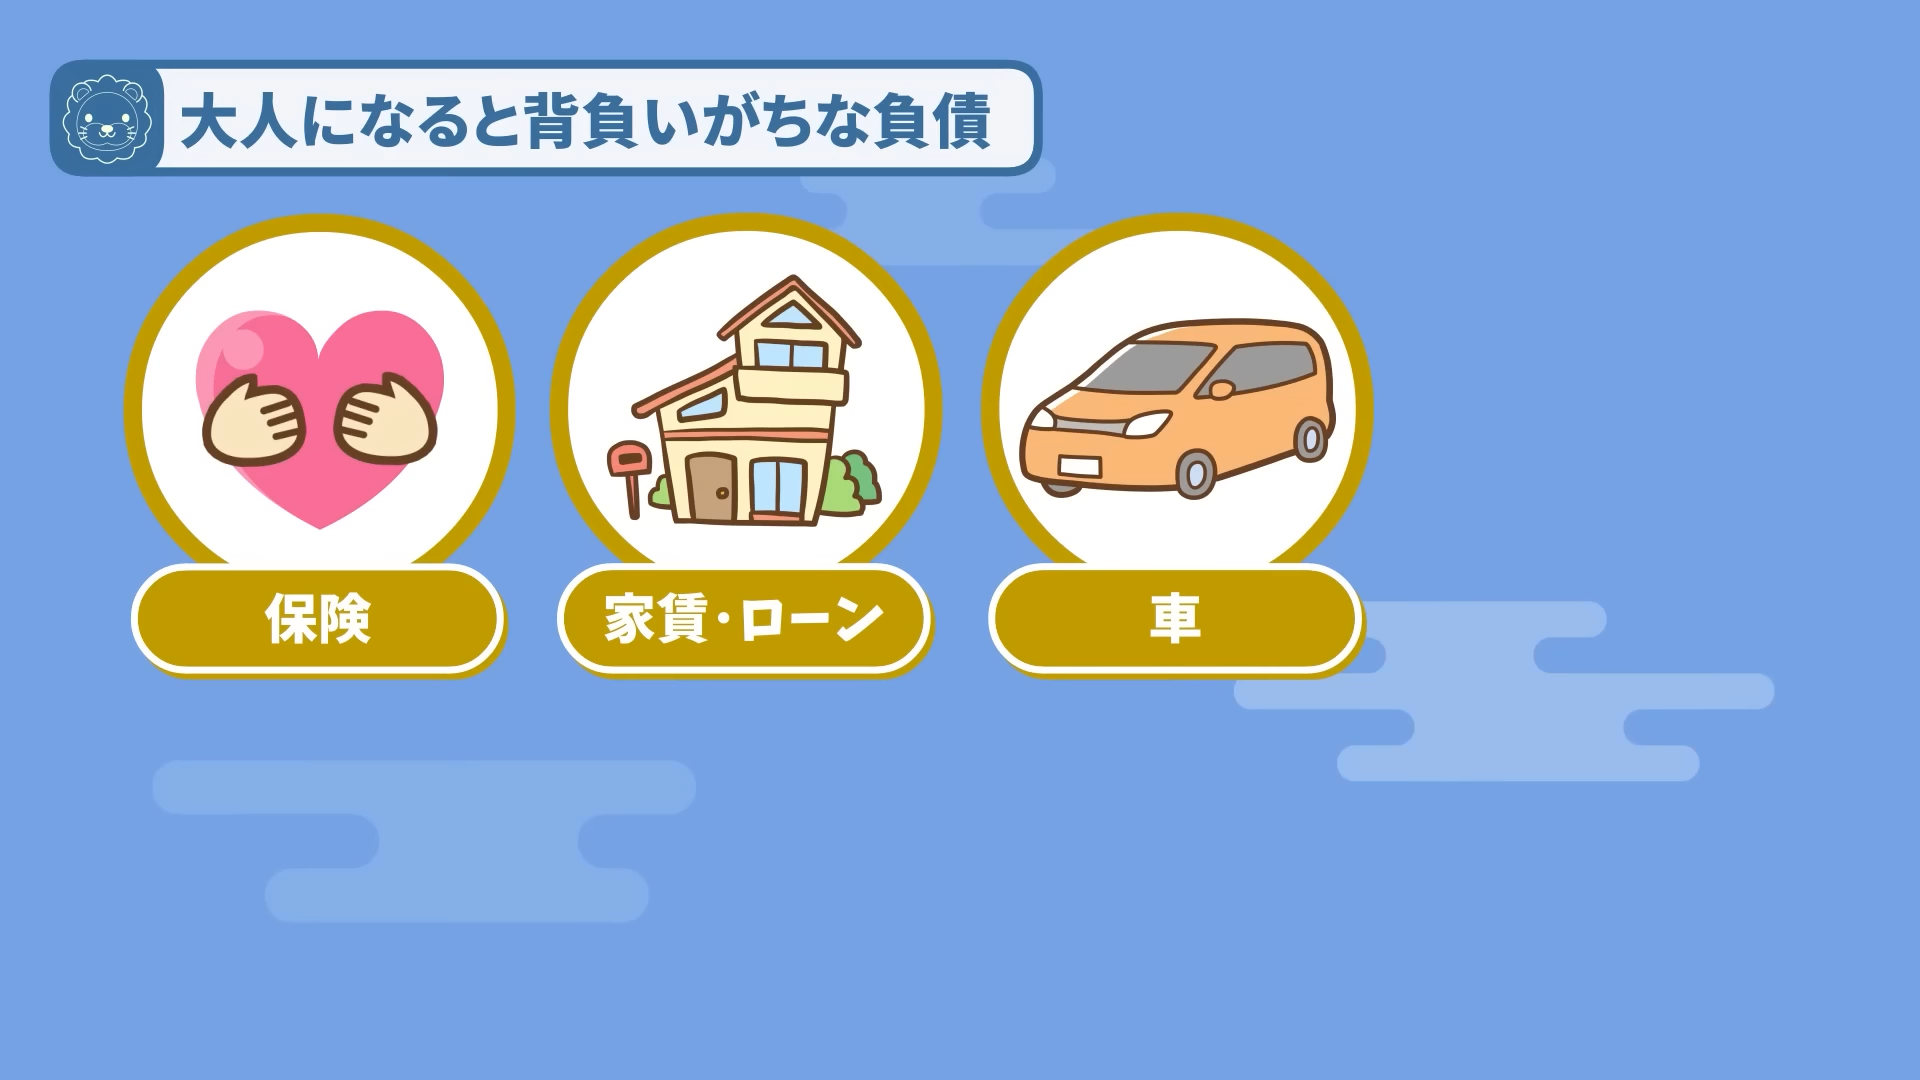 大人になると背負いがちな負債
保険
家賃・ローン
車